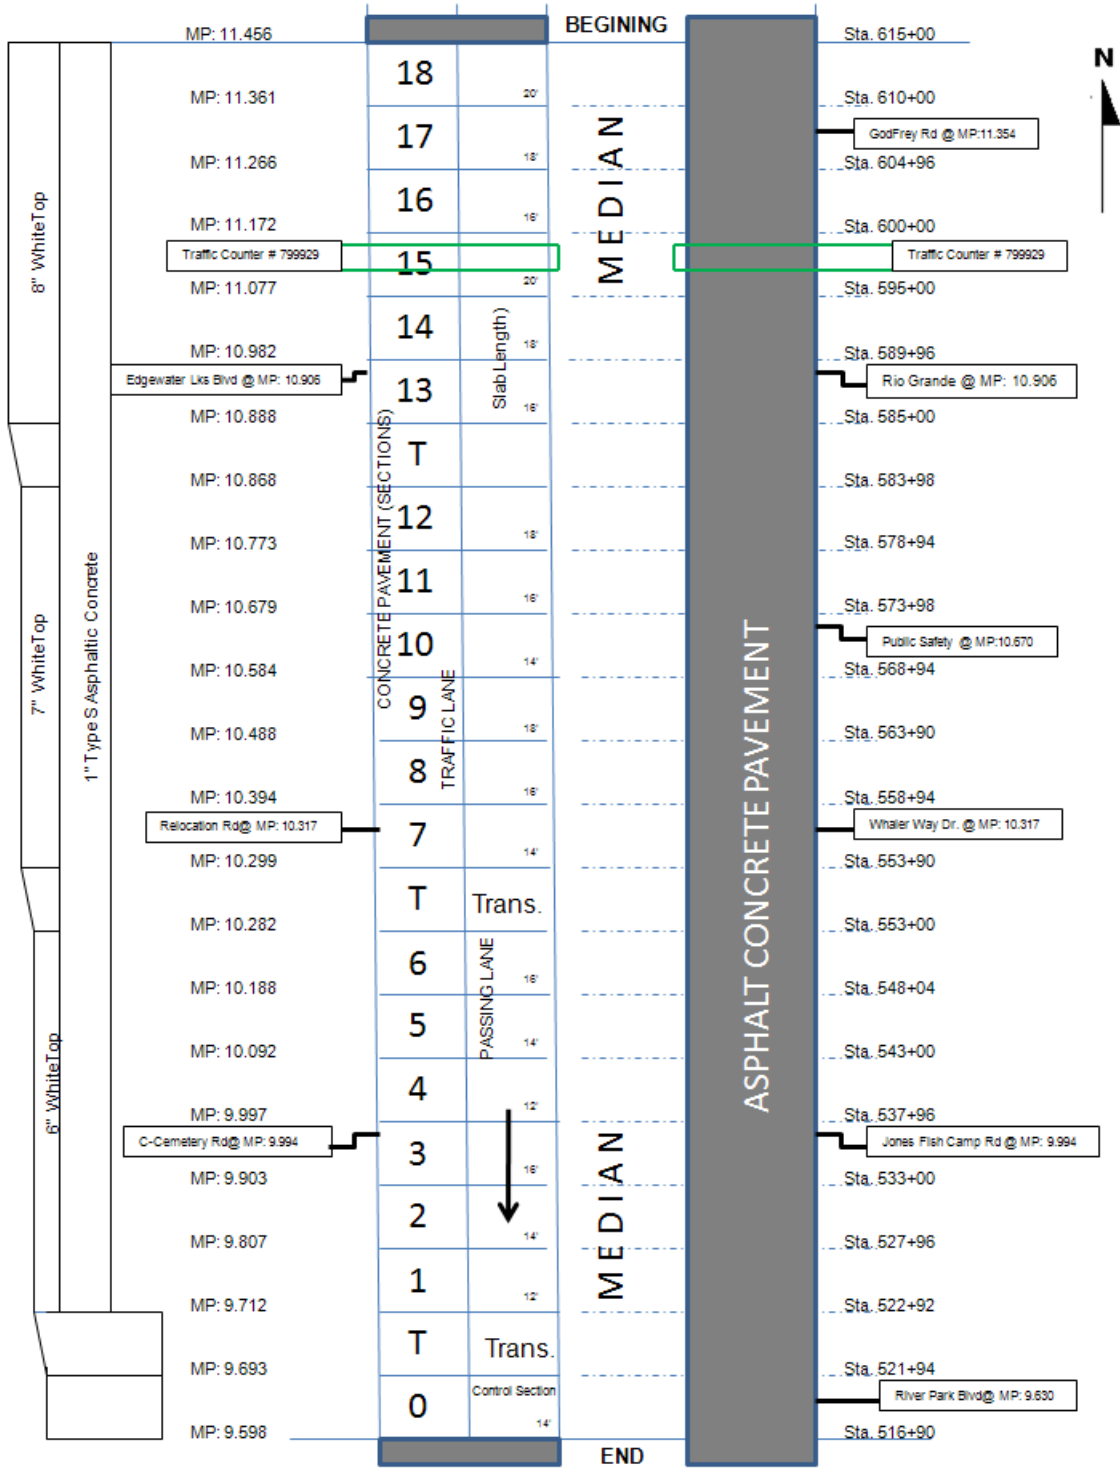 BEGINING
MP: 11.456
Sta. 615+00
N
18
20'
MP: 11.361
Sta. 610+00
17
18'
GodFrey Rd @ MP:11.354
MP: 11.266
Sta. 604+96
16
16'
MP: 11.172
Sta. 600+00
Traffic Counter # 799929
15
20'
Traffic Counter # 799929
MP: 11.077
Sta. 595+00
14
18'
MP: 10.982
Sta. 589+96
Edgewater Lks Blvd @ MP: 10.906
13
16'
Rio Grande @ MP: 10.906
MP: 10.888
Sta. 585+00
T
MP: 10.868
Sta. 583+98
12
18'
MP: 10.773
Sta. 578+94
11
16'
MP: 10.679
Sta. 573+98
10
14'
Public Safety @ MP:10.670
MP: 10.584
Sta. 568+94
9
18'
MP: 10.488
Sta. 563+90
8
16'
MP: 10.394
Sta. 558+94
Relocation Rd@ MP: 10.317
7
14'
Whaler Way Dr. @ MP: 10.317
MP: 10.299
Sta. 553+90
T
Trans.
MP: 10.282
Sta. 553+00
6
16'
MP: 10.188
Sta. 548+04
5
14'
MP: 10.092
Sta. 543+00
4
12'
MP: 9.997
Sta. 537+96
C-Cemetery Rd@ MP: 9.994
3
16'
Jones Fish Camp Rd @ MP: 9.994
MP: 9.903
Sta. 533+00
2
14'
MP: 9.807
Sta. 527+96
1
12'
MP: 9.712
Sta. 522+92
T
Trans.
MP: 9.693
Sta. 521+94
0
Control Section
14'
River Park Blvd@ MP: 9.630
MP: 9.598
Sta. 516+90
END
8" WhiteTop
7" WhiteTop
6" WhiteTop
1" Type S Asphaltic Concrete
CONCRETE PAVEMENT (SECTIONS)
TRAFFIC LANE
Slab Length)
PASSING LANE
MEDIAN
MEDIAN
ASPHALT CONCRETE PAVEMENT